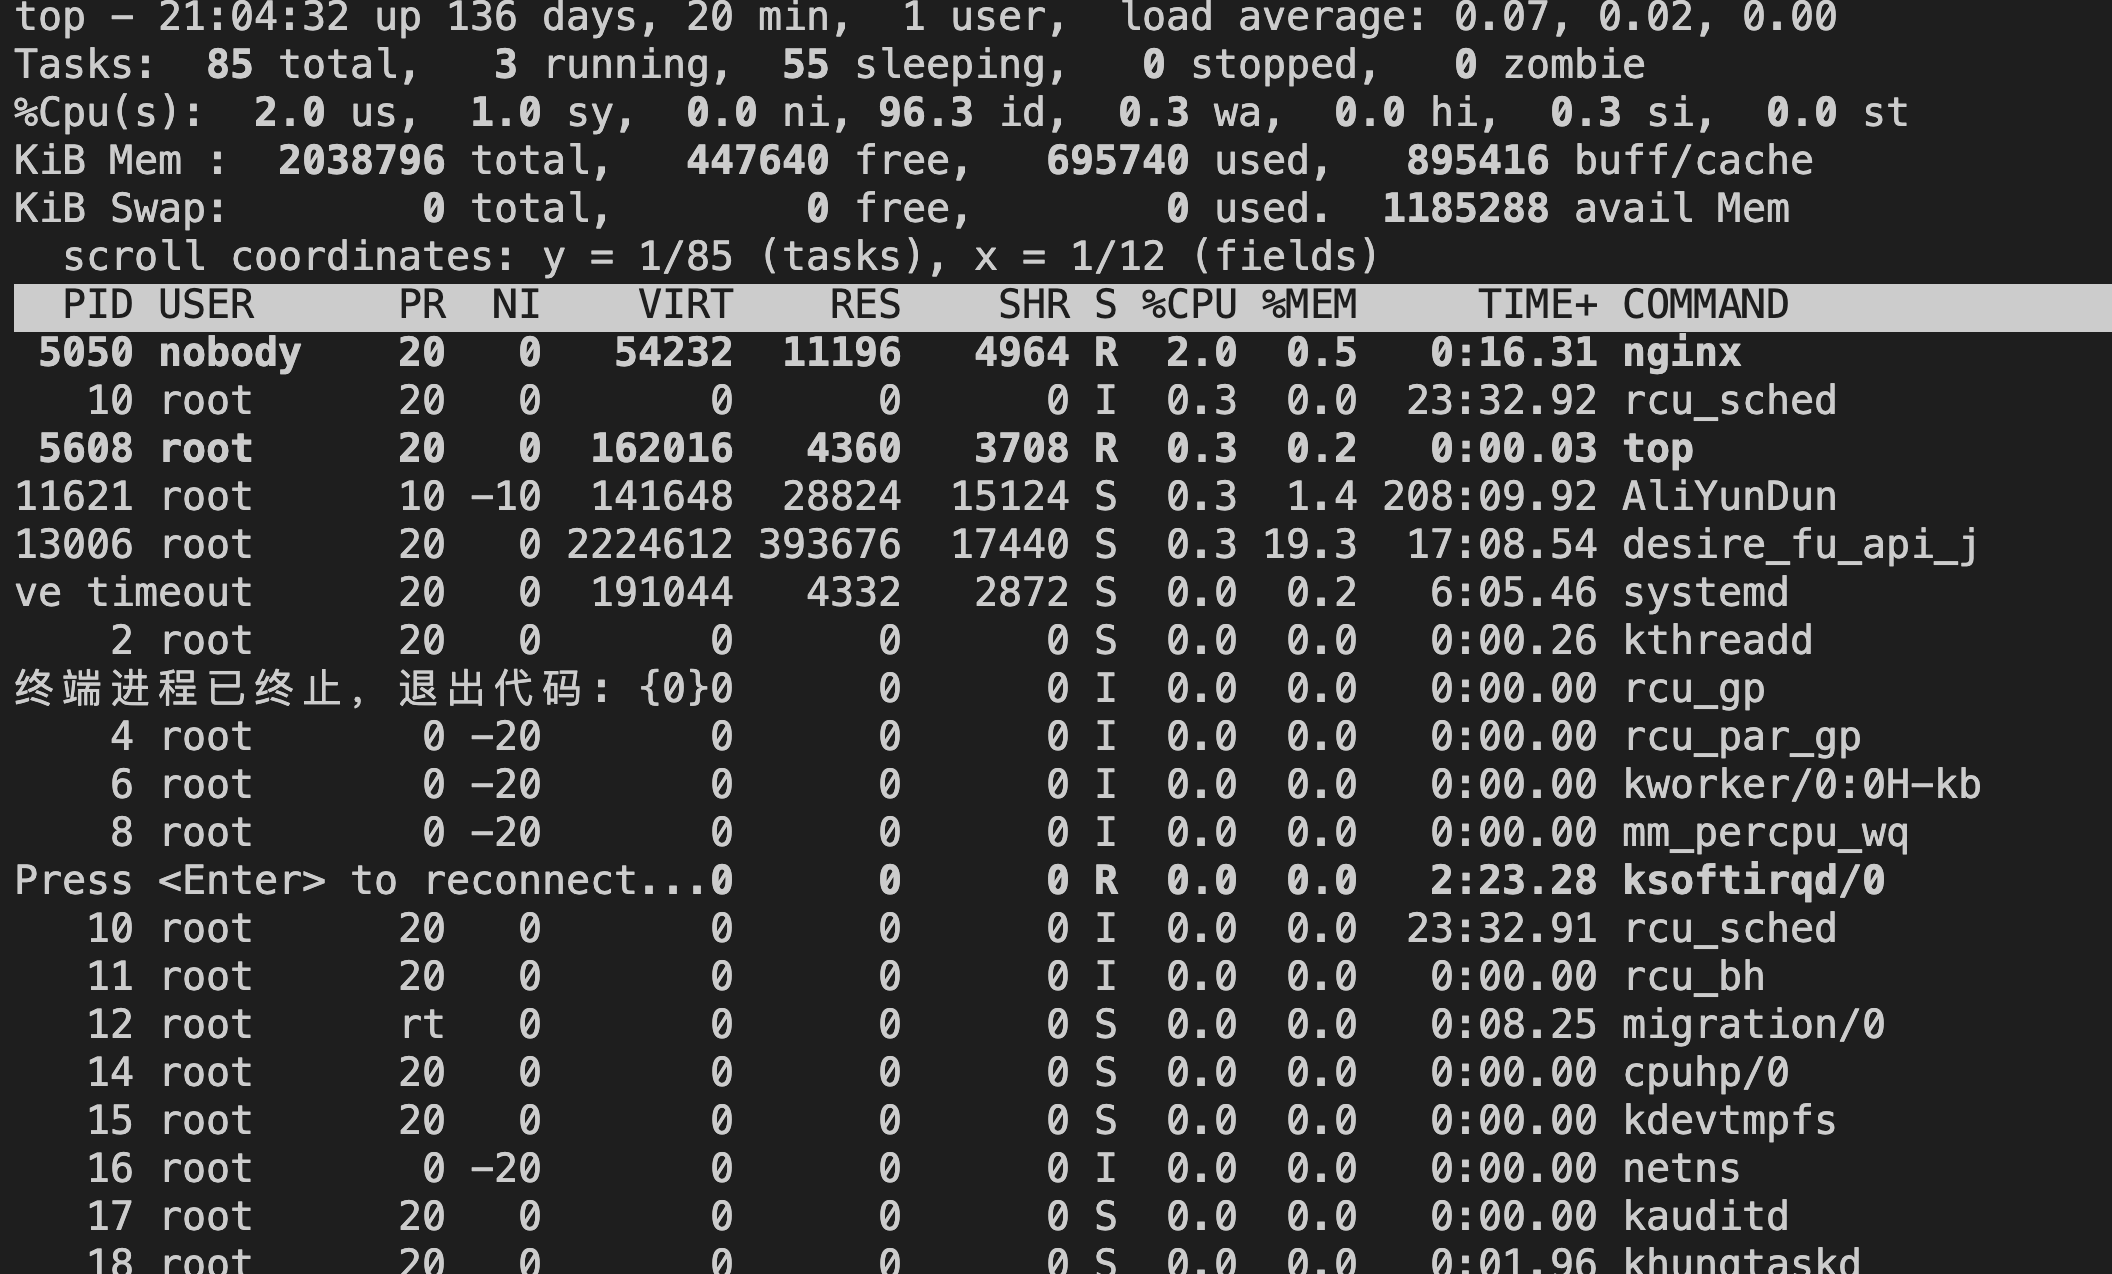 top - 21:04:32 up 136 days, 20 min,  1 user,  load average: 0.07, 0.02, 0.00
Tasks:  85 total,   3 running,  55 sleeping,   0 stopped,   0 zombie
%Cpu(s):  2.0 us,  1.0 sy,  0.0 ni, 96.3 id,  0.3 wa,  0.0 hi,  0.3 si,  0.0 st
KiB Mem :  2038796 total,   447640 free,   695740 used,   895416 buff/cache
KiB Swap:        0 total,        0 free,        0 used.  1185288 avail Mem
  scroll coordinates: y = 1/85 (tasks), x = 1/12 (fields)
  PID USER      PR  NI    VIRT    RES    SHR S %CPU %MEM     TIME+ COMMAND
 5050 nobody    20   0   54232  11196   4964 R  2.0  0.5   0:16.31 nginx
   10 root      20   0       0      0      0 I  0.3  0.0  23:32.92 rcu_sched
 5608 root      20   0  162016   4360   3708 R  0.3  0.2   0:00.03 top
11621 root      10 -10  141648  28824  15124 S  0.3  1.4 208:09.92 AliYunDun
13006 root      20   0 2224612 393676  17440 S  0.3 19.3  17:08.54 desire_fu_api_j
ve timeout      20   0  191044   4332   2872 S  0.0  0.2   6:05.46 systemd
    2 root      20   0       0      0      0 S  0.0  0.0   0:00.26 kthreadd
终端进程已终止，退出代码：{0}0      0      0 I  0.0  0.0   0:00.00 rcu_gp
    4 root       0 -20       0      0      0 I  0.0  0.0   0:00.00 rcu_par_gp
    6 root       0 -20       0      0      0 I  0.0  0.0   0:00.00 kworker/0:0H-kb
    8 root       0 -20       0      0      0 I  0.0  0.0   0:00.00 mm_percpu_wq
Press <Enter> to reconnect...0      0      0 R  0.0  0.0   2:23.28 ksoftirqd/0
   10 root      20   0       0      0      0 I  0.0  0.0  23:32.91 rcu_sched
   11 root      20   0       0      0      0 I  0.0  0.0   0:00.00 rcu_bh
   12 root      rt   0       0      0      0 S  0.0  0.0   0:08.25 migration/0
   14 root      20   0       0      0      0 S  0.0  0.0   0:00.00 cpuhp/0
   15 root      20   0       0      0      0 S  0.0  0.0   0:00.00 kdevtmpfs
   16 root       0 -20       0      0      0 I  0.0  0.0   0:00.00 netns
   17 root      20   0       0      0      0 S  0.0  0.0   0:00.00 kauditd
   18 root      20   0       0      0      0 S  0.0  0.0   0:01.96 khungtaskd